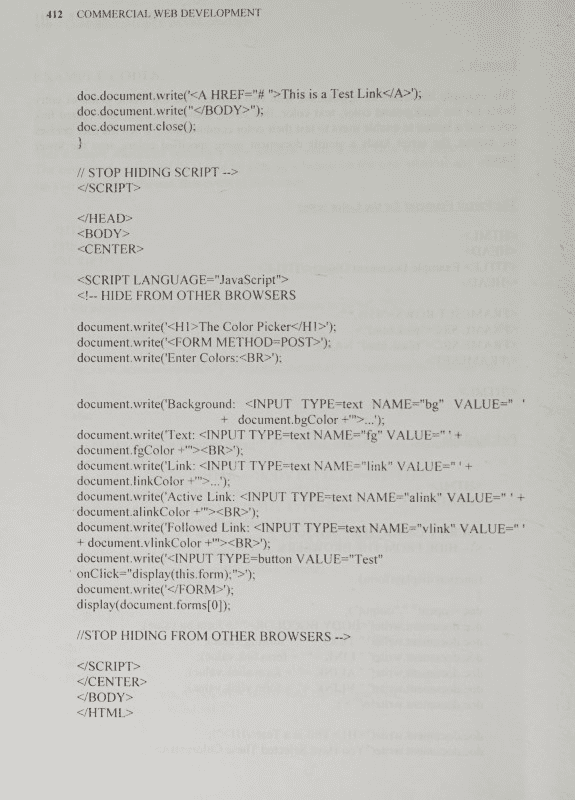 412 COMMERCIAL WEB DEVELOPMENT
doc.document.write('<A HREF="# ">This is a Test Link</A>');
doc.document.write("</BODY>");
doc.document.close();
}
// STOP HIDING SCRIPT -->
</SCRIPT>
</HEAD>
<BODY>
<CENTER>
<SCRIPT LANGUAGE="JavaScript">
<!-- HIDE FROM OTHER BROWSERS
document.write('<H1>The Color Picker</H1>');
document.write('<FORM METHOD=POST>');
document.write('Enter Colors:<BR>');
document.write('Background: <INPUT TYPE=text NAME="bg" VALUE=" '
+ document.bgColor +'">...');
document.write('Text: <INPUT TYPE=text NAME="fg" VALUE=" ' +
document.fgColor +'"><BR>');
document.write('Link: <INPUT TYPE=text NAME="link" VALUE=" ' +
document.linkColor +'">...');
document.write('Active Link: <INPUT TYPE=text NAME="alink" VALUE=" ' +
document.alinkColor +'"><BR>');
document.write('Followed Link: <INPUT TYPE=text NAME="vlink" VALUE=" '
+ document.vlinkColor +'"><BR>');
document.write('<INPUT TYPE=button VALUE="Test"
onClick="display(this.form);">');
document.write('</FORM>');
display(document.forms[0]);
//STOP HIDING FROM OTHER BROWSERS -->
</SCRIPT>
</CENTER>
</BODY>
</HTML>